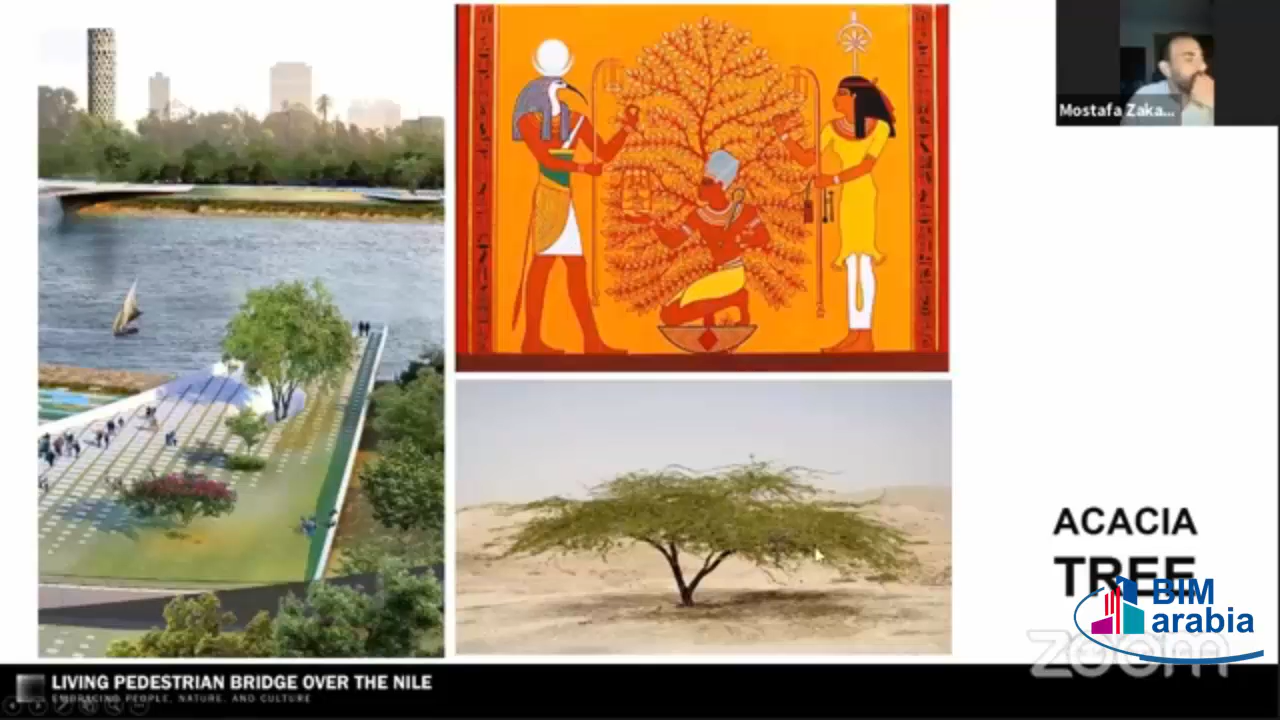 Mostafa Zaka...
ACACIA
TREE
BIM
arabia
zoom
LIVING PEDESTRIAN BRIDGE OVER THE NILE
EMBRACING PEOPLE, NATURE, AND CULTURE